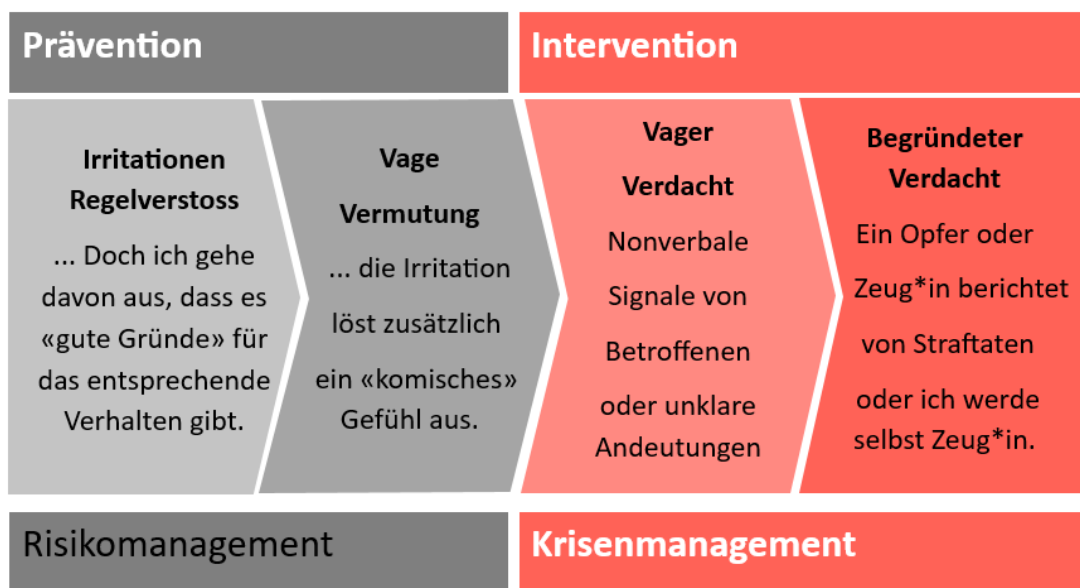 Prävention
Intervention
Irritationen
Regelverstoss
... Doch ich gehe
davon aus, dass es
«gute Gründe» für
das entsprechende
Verhalten gibt.
Vage
Vermutung
... die Irritation
löst zusätzlich
ein «komisches»
Gefühl aus.
Vager
Verdacht
Nonverbale
Signale von
Betroffenen
oder unklare
Andeutungen
Begründeter
Verdacht
Ein Opfer oder
Zeug*in berichtet
von Straftaten
oder ich werde
selbst Zeug*in.
Risikomanagement
Krisenmanagement